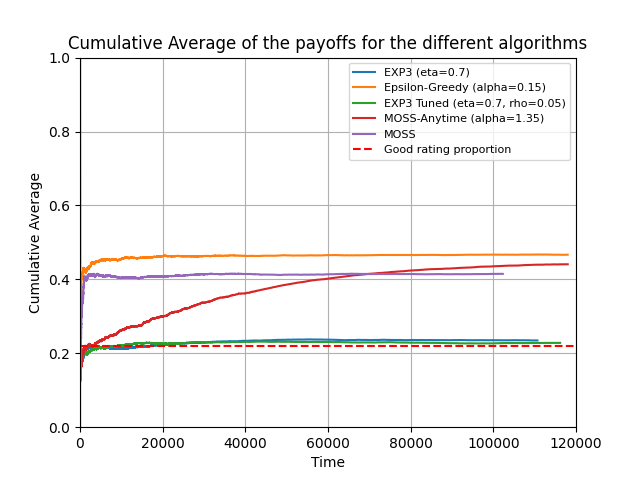 Cumulative Average of the payoffs for the different algorithms
1.0
0.8
0.6
0.4
0.2
0.0
Cumulative Average
EXP3 (eta=0.7)
Epsilon-Greedy (alpha=0.15)
EXP3 Tuned (eta=0.7, rho=0.05)
MOSS-Anytime (alpha=1.35)
MOSS
Good rating proportion
0 20000 40000 60000 80000 100000 120000
Time